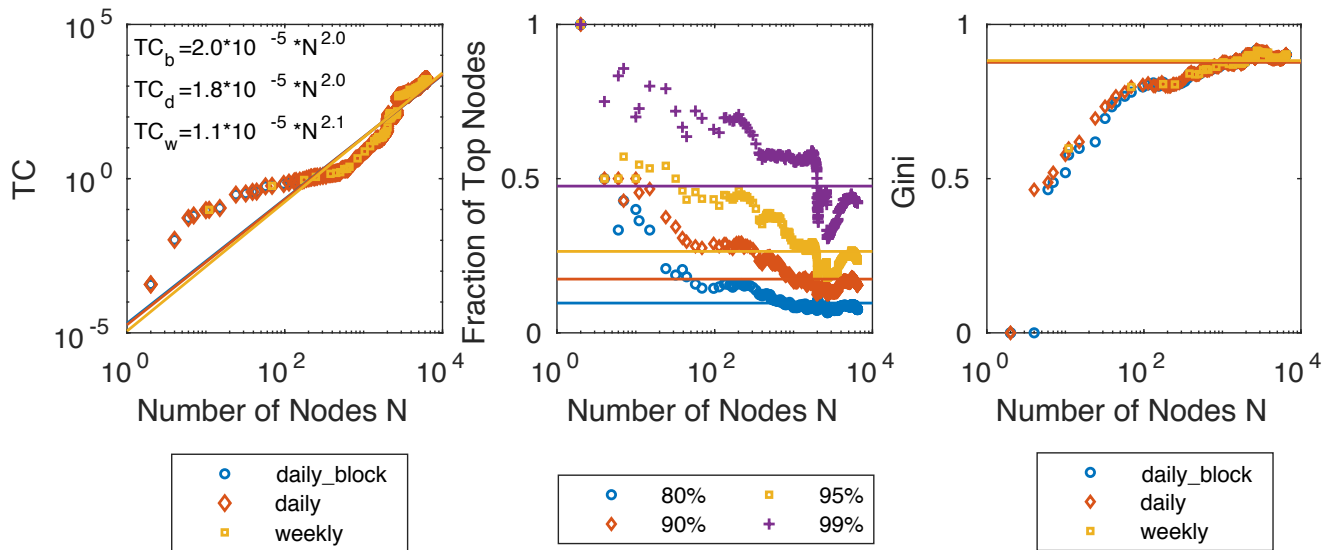 TC
10^5
10^0
10^-5
TC_b=2.0*10^-5*N^2.0
TC_d=1.8*10^-5*N^2.0
TC_w=1.1*10^-5*N^2.1
10^0 10^2 10^4
Number of Nodes N
daily_block
daily
weekly
Fraction of Top Nodes
1
0.5
0
10^0 10^2 10^4
Number of Nodes N
80% 95%
90% 99%
Gini
1
0.5
0
10^0 10^2 10^4
Number of Nodes N
daily_block
daily
weekly